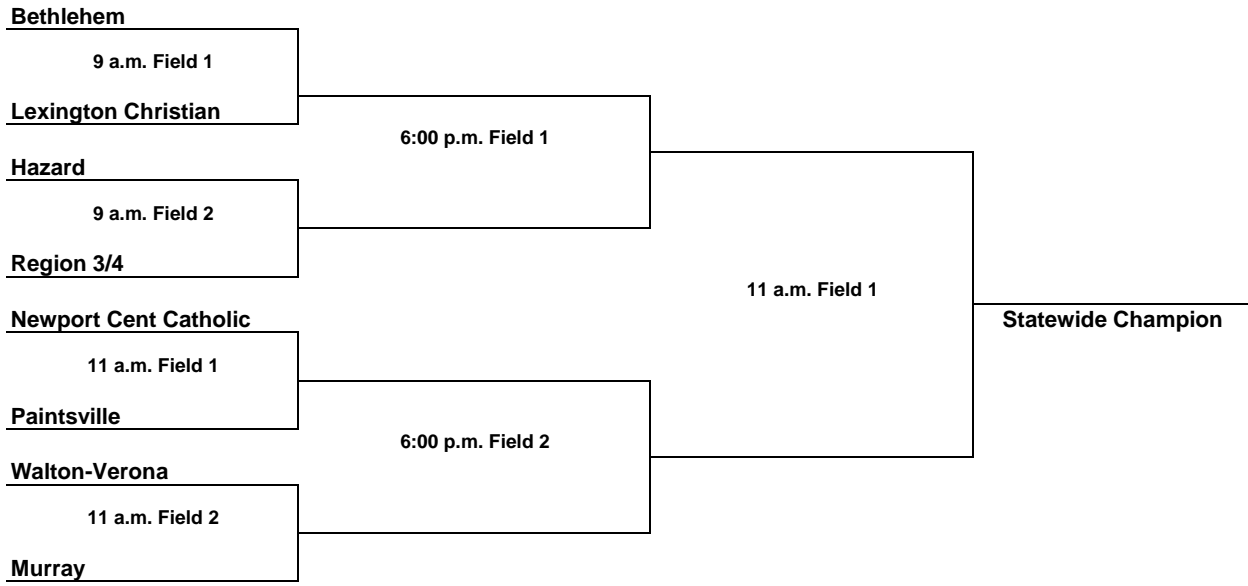 Bethlehem
9 a.m. Field 1
Lexington Christian
6:00 p.m. Field 1
Hazard
9 a.m. Field 2
Region 3/4
11 a.m. Field 1
Newport Cent Catholic
Statewide Champion
11 a.m. Field 1
Paintsville
6:00 p.m. Field 2
Walton-Verona
11 a.m. Field 2
Murray